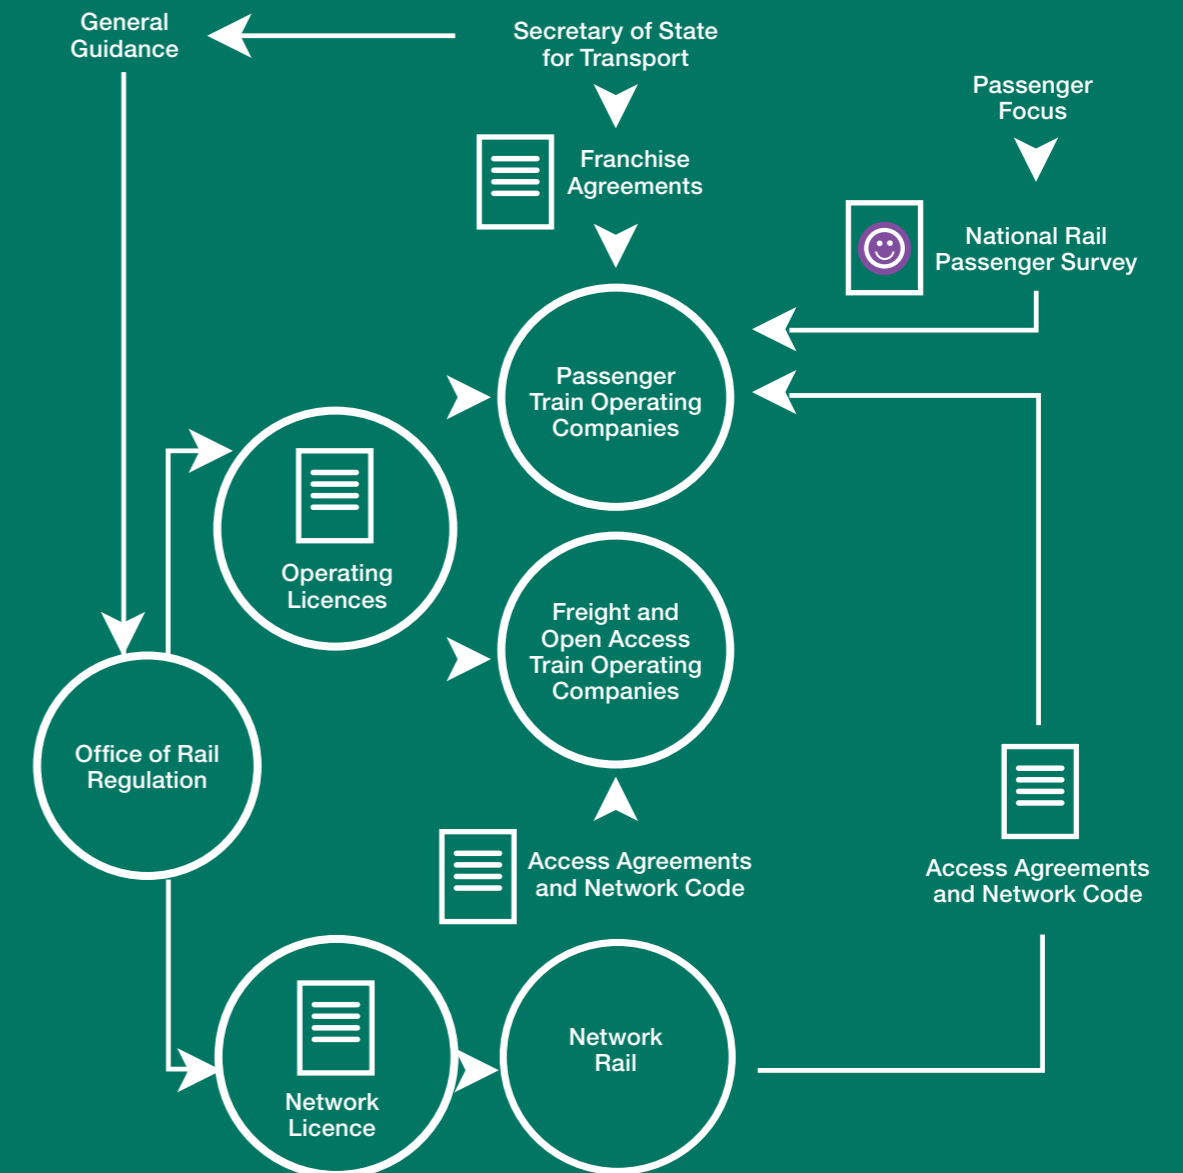 General
Guidance
Secretary of State
for Transport
Passenger
Focus
Franchise
Agreements
National Rail
Passenger Survey
Passenger
Train Operating
Companies
Operating
Licences
Freight and
Open Access
Train Operating
Companies
Office of Rail
Regulation
Access Agreements
and Network Code
Access Agreements
and Network Code
Network
Rail
Network
Licence